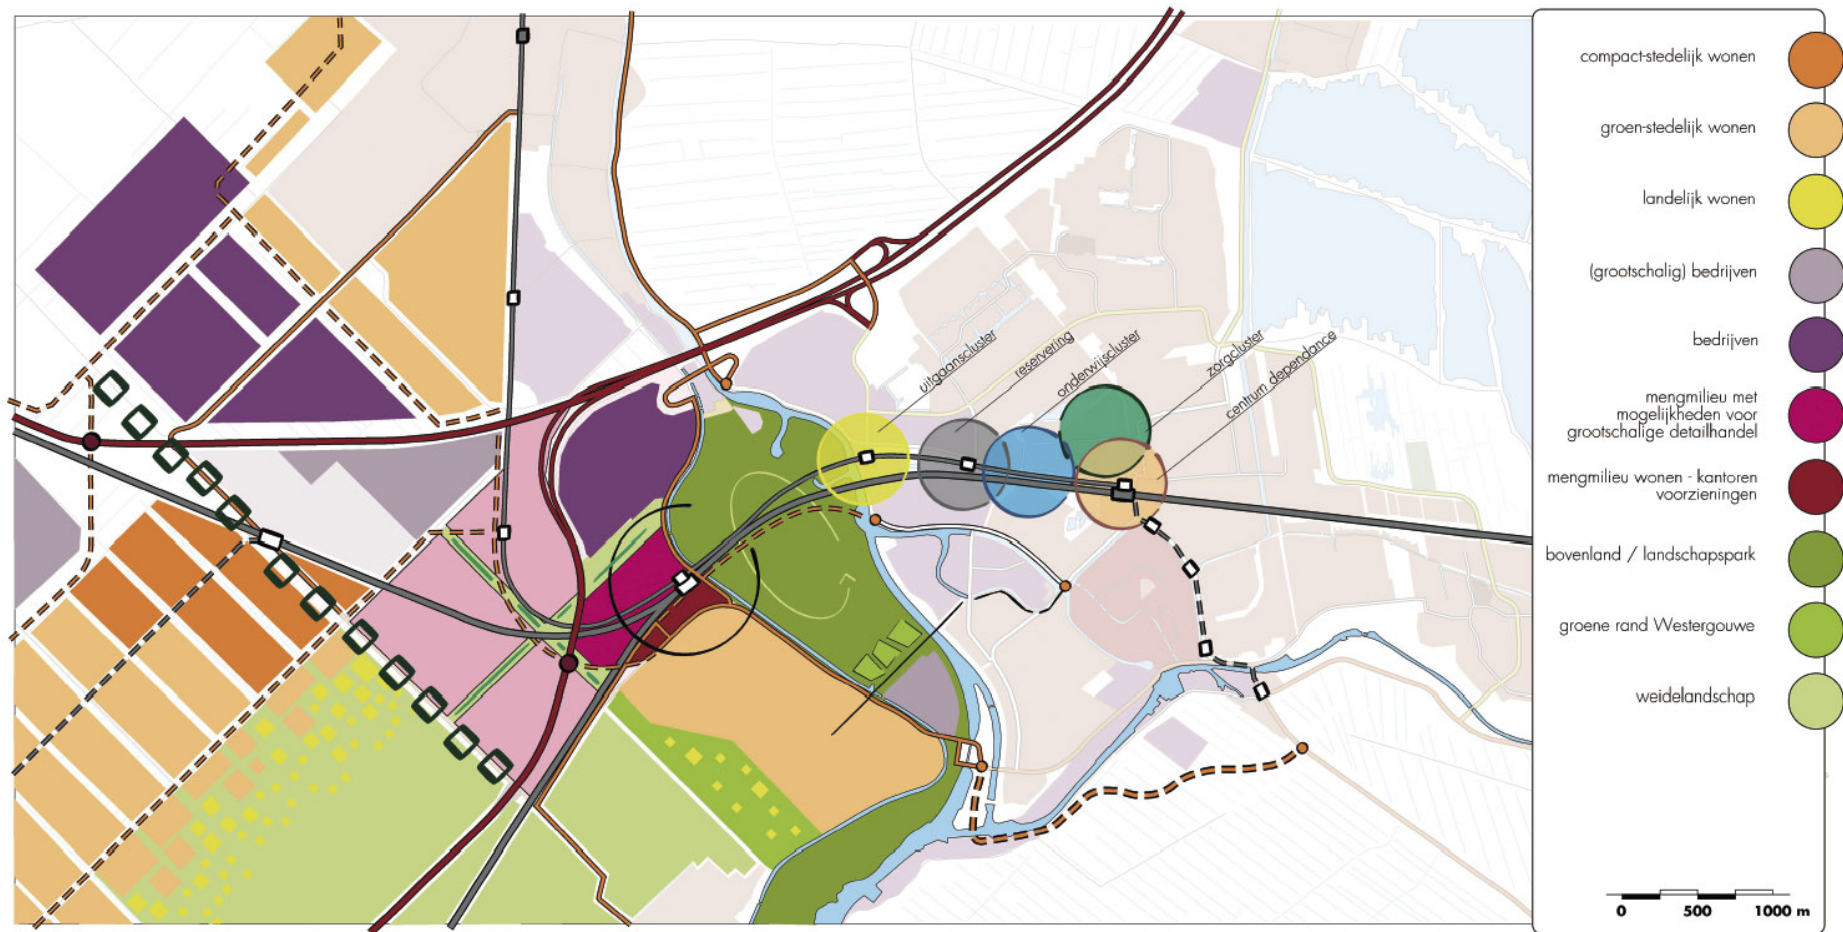 uitgaanscluster
reservering
onderwijscluster
zorgcluster
centrum dependance
compact-stedelijk wonen
groen-stedelijk wonen
landelijk wonen
(grootschalig) bedrijven
bedrijven
mengmilieu met
mogelijkheden voor
grootschalige detailhandel
mengmilieu wonen - kantoren
voorzieningen
bovenland / landschapspark
groene rand Westergouwe
weidelandschap
0 500 1000 m